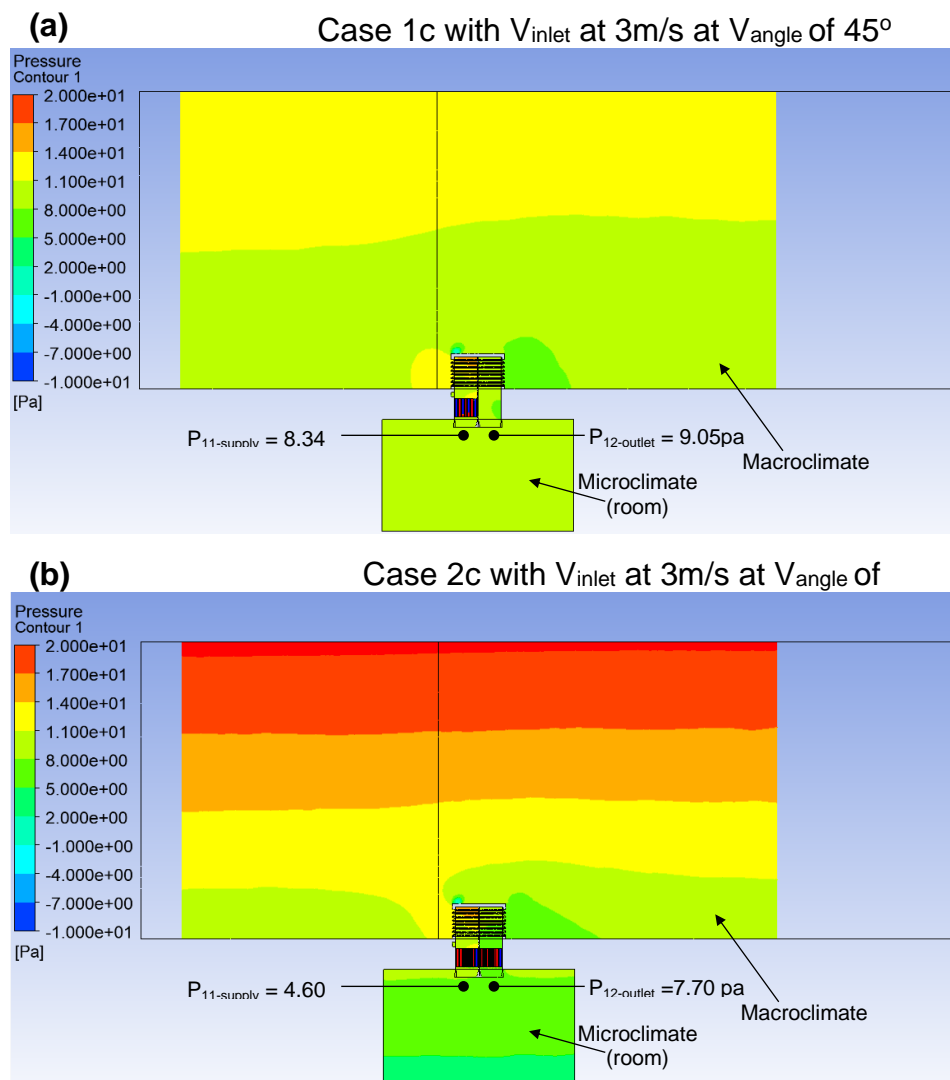 (a)
Case 1c with Vinlet at 3m/s at Vangle of 45º
Pressure
Contour 1
2.000e+01
1.700e+01
1.400e+01
1.100e+01
8.000e+00
5.000e+00
2.000e+00
-1.000e+00
-4.000e+00
-7.000e+00
-1.000e+01
[Pa]
P11-supply = 8.34
P12-outlet = 9.05pa
Macroclimate
Microclimate
(room)
(b)
Case 2c with Vinlet at 3m/s at Vangle of
Pressure
Contour 1
2.000e+01
1.700e+01
1.400e+01
1.100e+01
8.000e+00
5.000e+00
2.000e+00
-1.000e+00
-4.000e+00
-7.000e+00
-1.000e+01
[Pa]
P11-supply = 4.60
P12-outlet =7.70 pa
Macroclimate
Microclimate
(room)